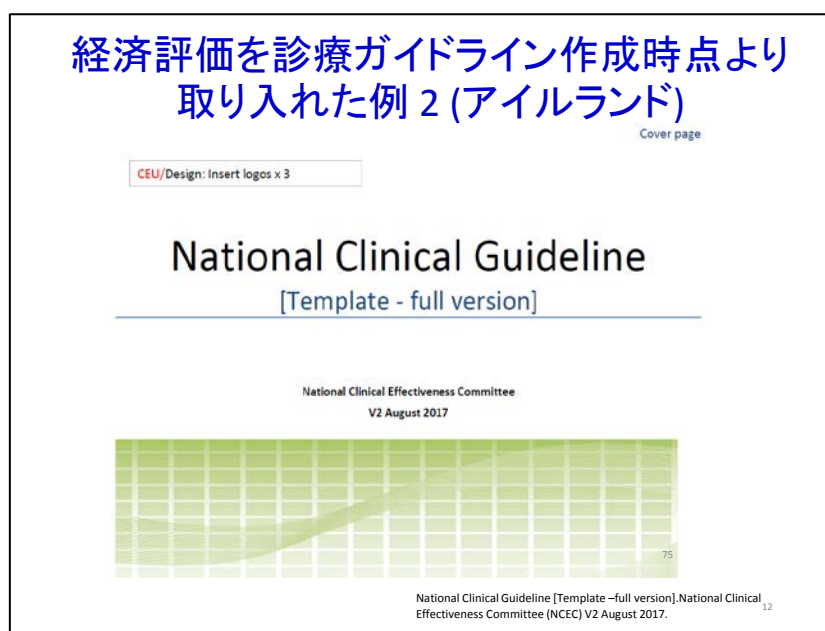 経済評価を診療ガイドライン作成時点より
取り入れた例 2 (アイルランド)
Cover page
CEU/Design: Insert logos x 3
National Clinical Guideline
[Template - full version]
National Clinical Effectiveness Committee
V2 August 2017
75
National Clinical Guideline [Template –full version].National Clinical
Effectiveness Committee (NCEC) V2 August 2017.
12